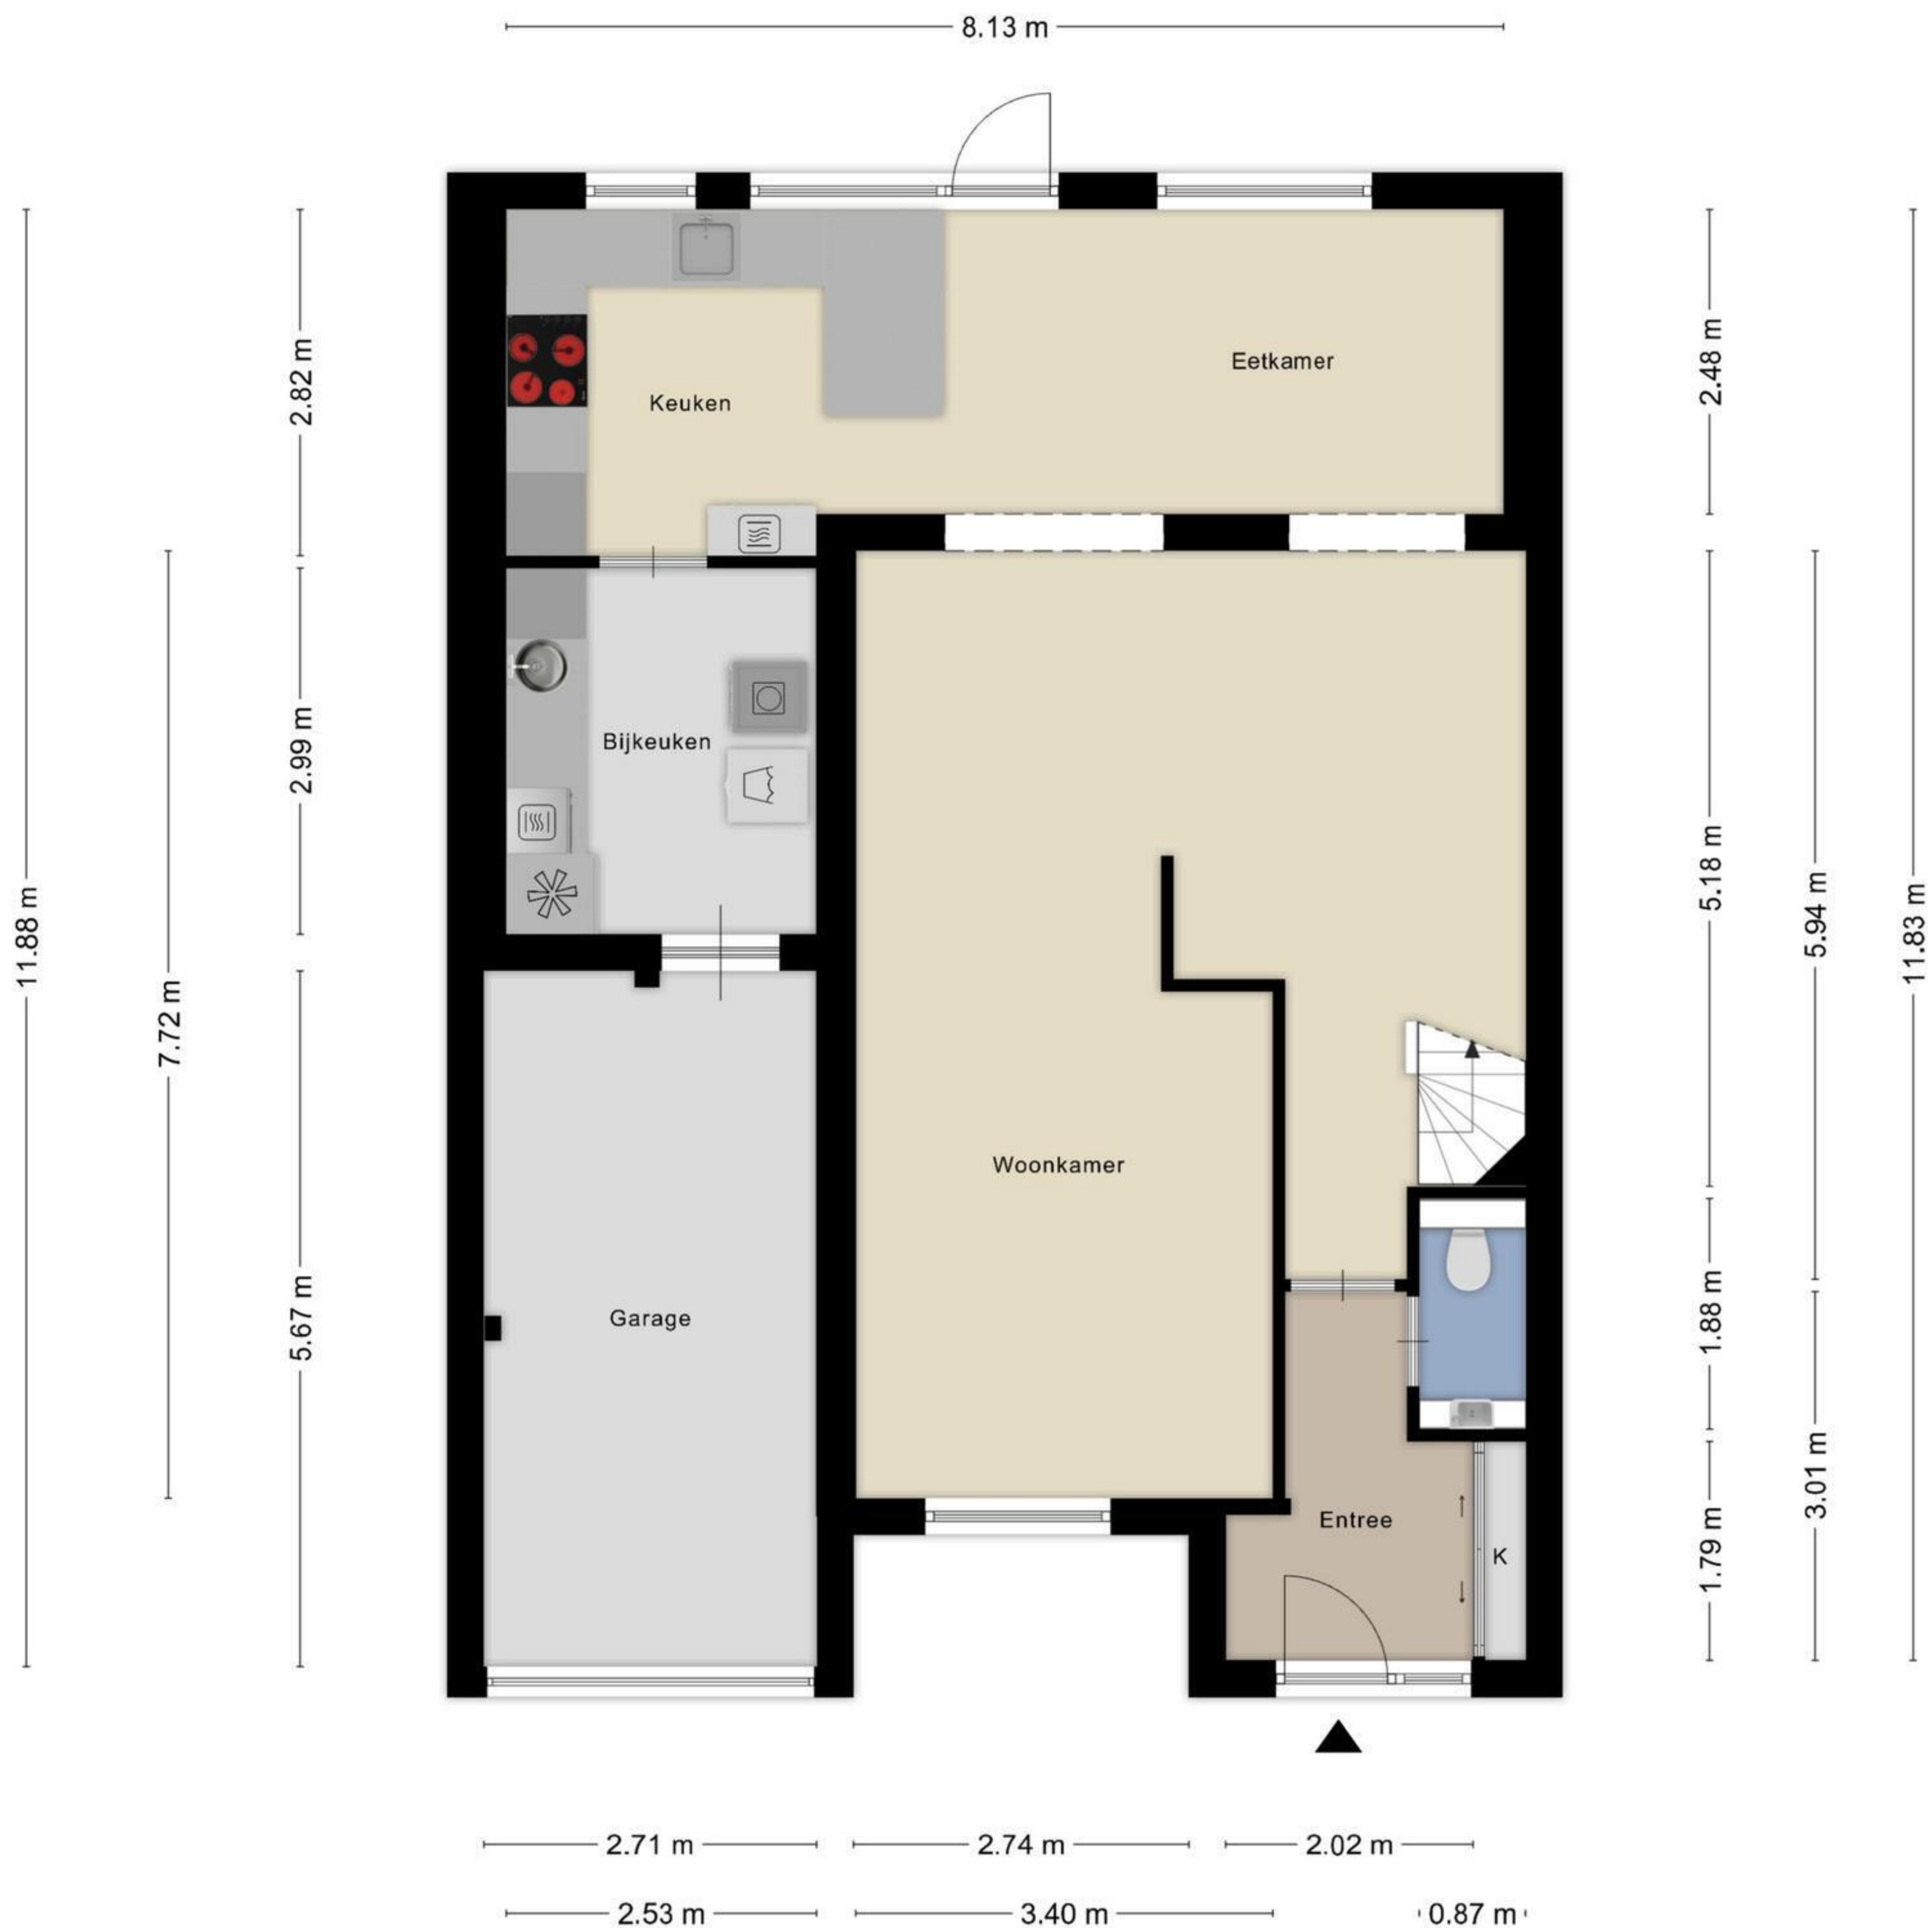 8.13 m
2.82 m
2.48 m
Eetkamer
Keuken
2.99 m
Bijkeuken
11.88 m
7.72 m
5.18 m
5.94 m
11.83 m
Woonkamer
5.67 m
Garage
1.88 m
3.01 m
Entree
K
1.79 m
2.71 m
2.74 m
2.02 m
2.53 m
3.40 m
0.87 m